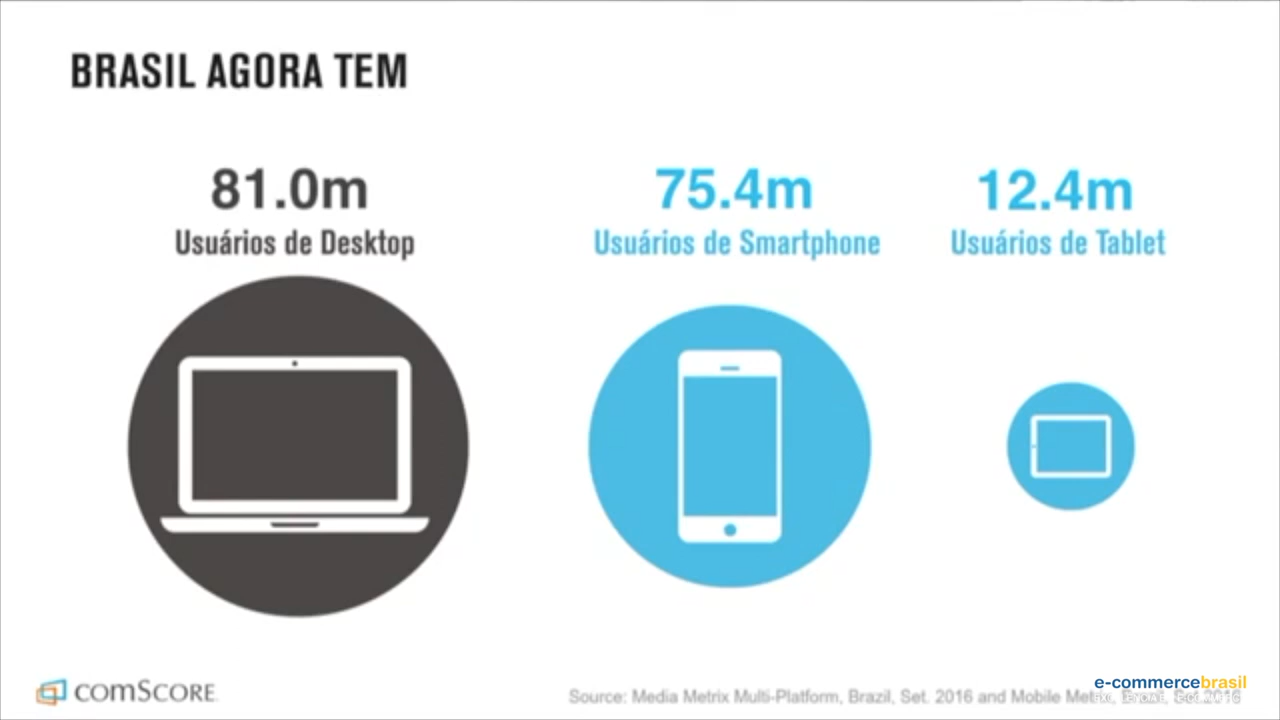 BRASIL AGORA TEM
81.0m
Usuários de Desktop
75.4m
Usuários de Smartphone
12.4m
Usuários de Tablet
comScore
Source: Media Metrix Multi-Platform, Brazil, Set. 2016 and Mobile
e-commercebrasil